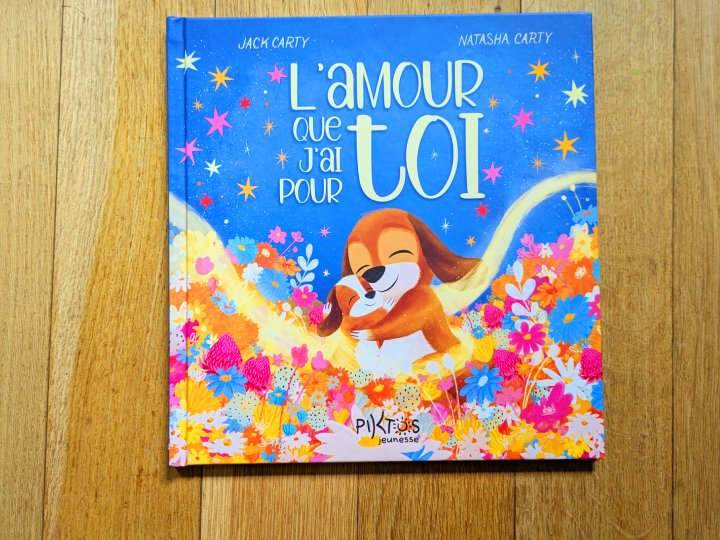 JACK CARTY
NATASHA CARTY
L'AMOUR
QUE
J'AI
POUR
TOI
PIKTOS
jeunesse